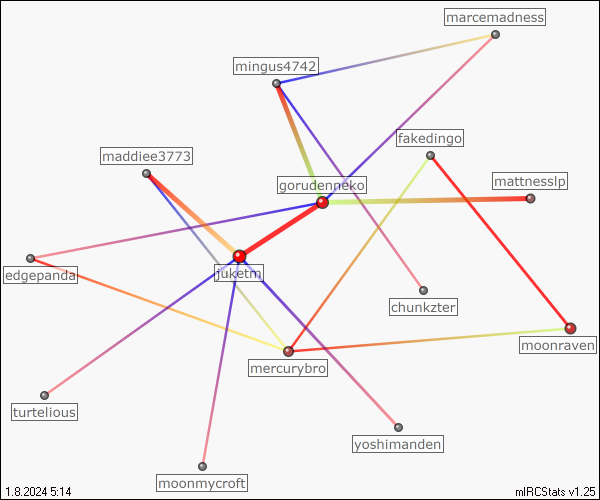 marcemadness
mingus4742
fakedingo
maddiee3773
gorudenneko
mattnesslp
edgepanda
juketm
chunkzter
moonraven
mercurybro
turtelious
yoshimanden
moonmycroft
1.8.2024 5:14
mIRCStats v1.25